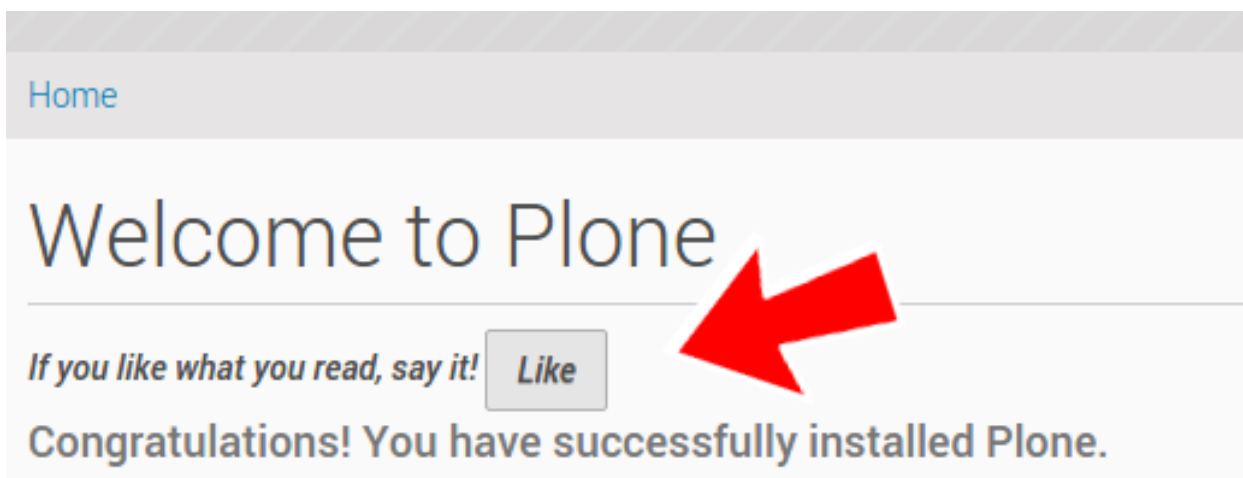 Home
Welcome to Plone
If you like what you read, say it! Like
Congratulations! You have successfully installed Plone.